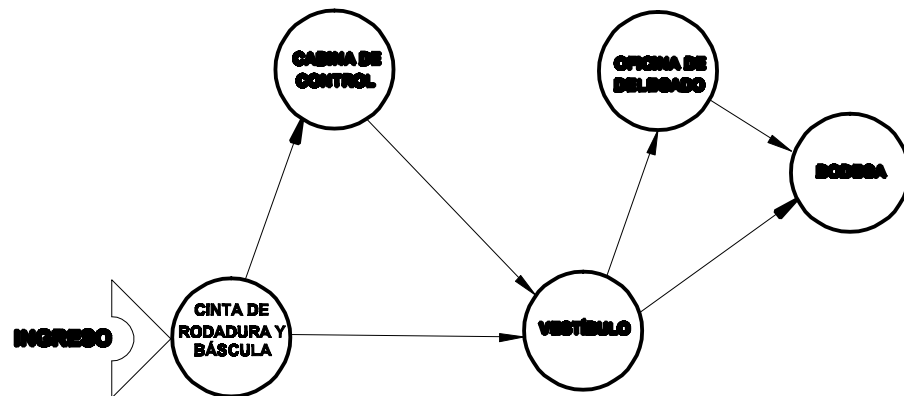 CABINA DE
CONTROL
OFICINA DE
DELEGADO
BODEGA
INGRESO
CINTA DE
RODADURA Y
BÁSCULA
VESTÍBULO